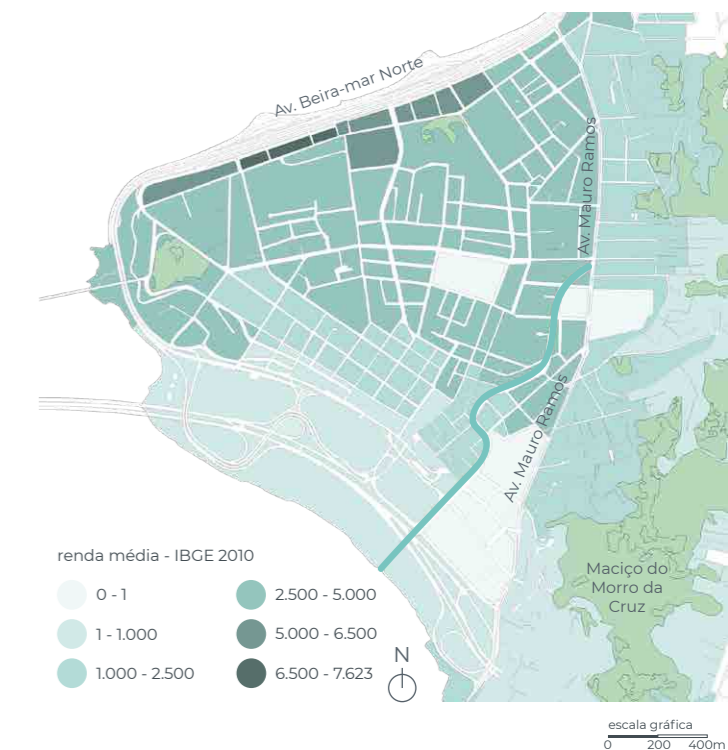 Av. Beira-mar Norte
Av. Mauro Ramos
Av. Mauro Ramos
Maciço do
Morro da
Cruz
renda média - IBGE 2010
0 - 1
1 - 1.000
1.000 - 2.500
2.500 - 5.000
5.000 - 6.500
6.500 - 7.623
N
escala gráfica
0 200 400m